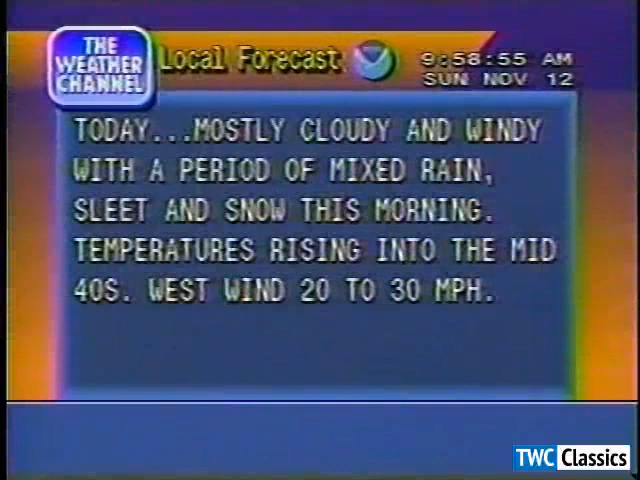 THE
WEATHER
CHANNEL
Local Forecast
9:58:55 AM
SUN NOV 12
TODAY...MOSTLY CLOUDY AND WINDY
WITH A PERIOD OF MIXED RAIN,
SLEET AND SNOW THIS MORNING.
TEMPERATURES RISING INTO THE MID
40S. WEST WIND 20 TO 30 MPH.
TWC Classics